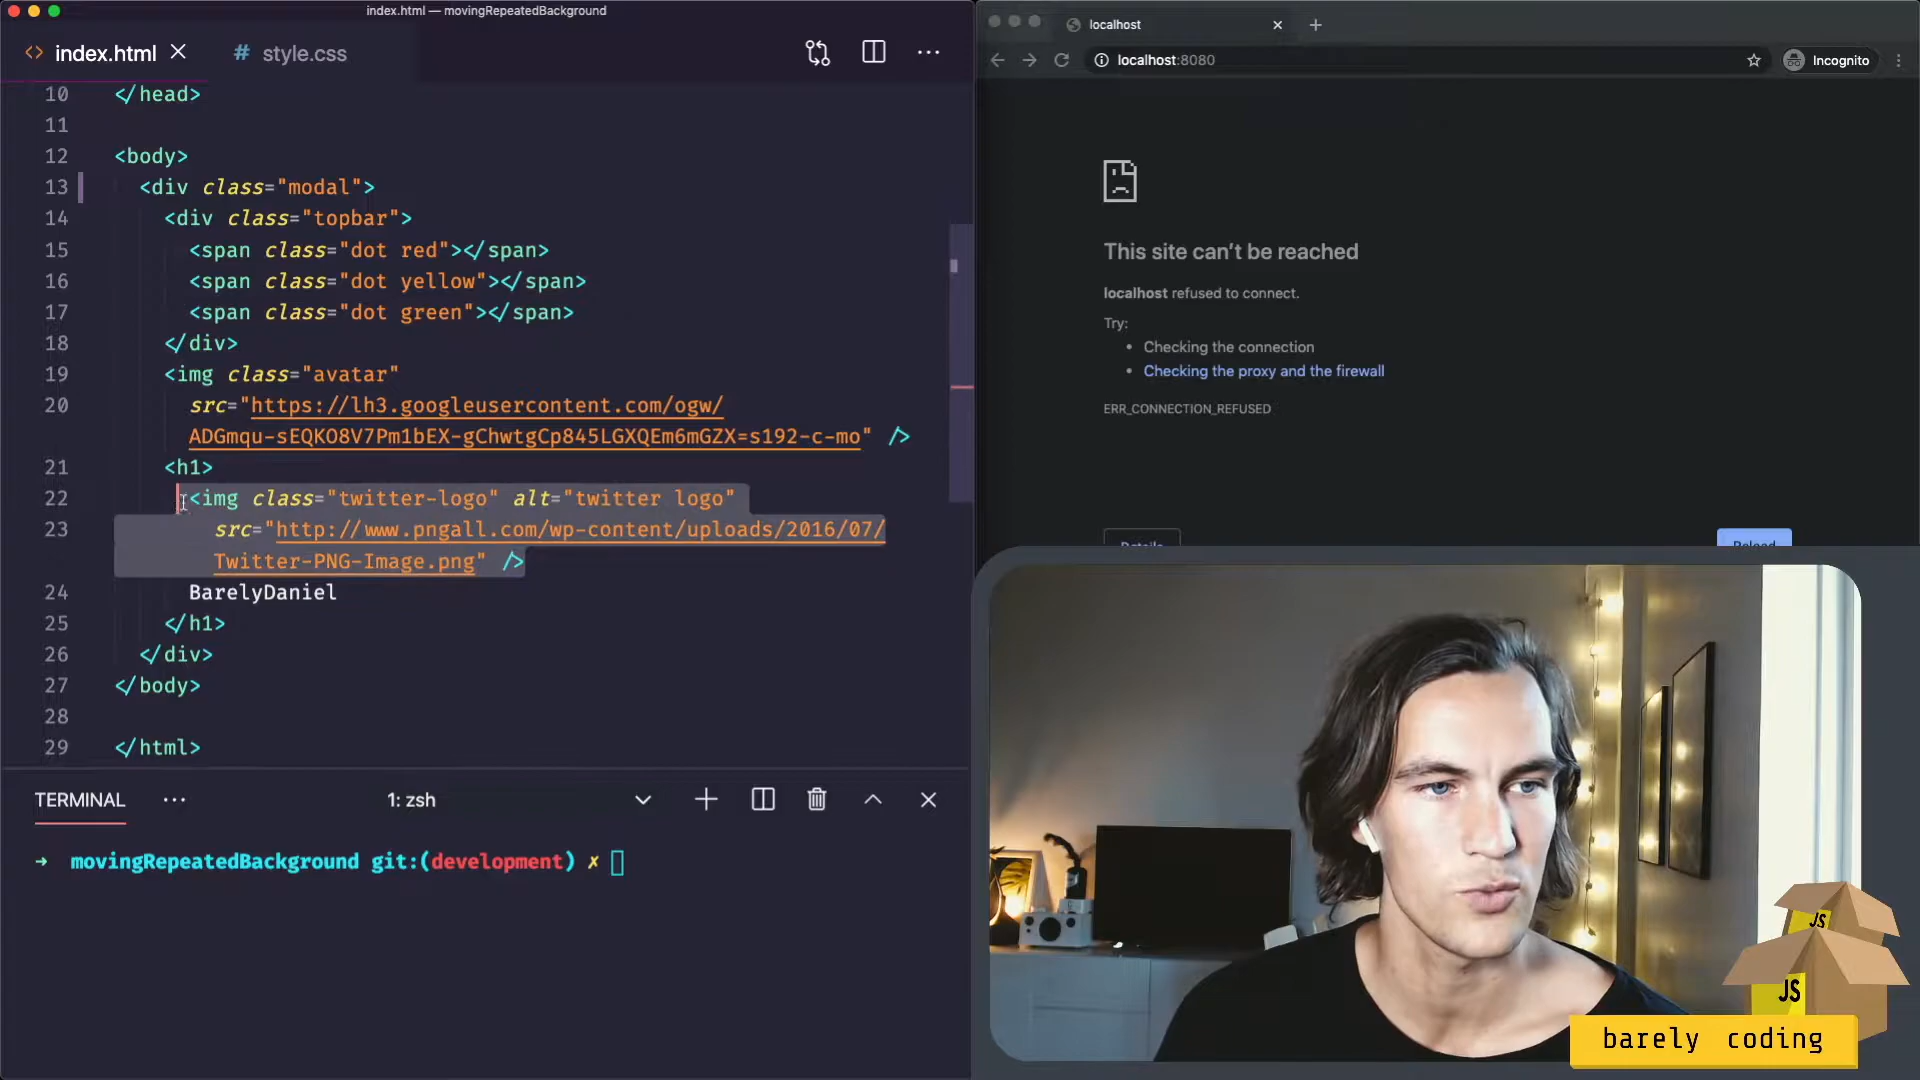 index.html — movingRepeatedBackground
<> index.html
# style.css
10 </head>
11
12 <body>
13 <div class="modal">
14 <div class="topbar">
15 <span class="dot red"></span>
16 <span class="dot yellow"></span>
17 <span class="dot green"></span>
18 </div>
19 <img class="avatar"
20 src="https://lh3.googleusercontent.com/ogw/
ADGmqu-sEQKO8V7Pm1bEX-gChwtgCp845LGXQEm6mGZX=s192-c-mo" />
21 <h1>
22 <img class="twitter-logo" alt="twitter logo"
23 src="http://www.pngall.com/wp-content/uploads/2016/07/
Twitter-PNG-Image.png" />
24 BarelyDaniel
25 </h1>
26 </div>
27 </body>
28
29 </html>
TERMINAL ··· 1: zsh
→ movingRepeatedBackground git:(development) ✗
localhost
localhost:8080
Incognito
This site can’t be reached
localhost refused to connect.
Try:
• Checking the connection
• Checking the proxy and the firewall
ERR_CONNECTION_REFUSED
Details
Reload
JS
JS
barely coding